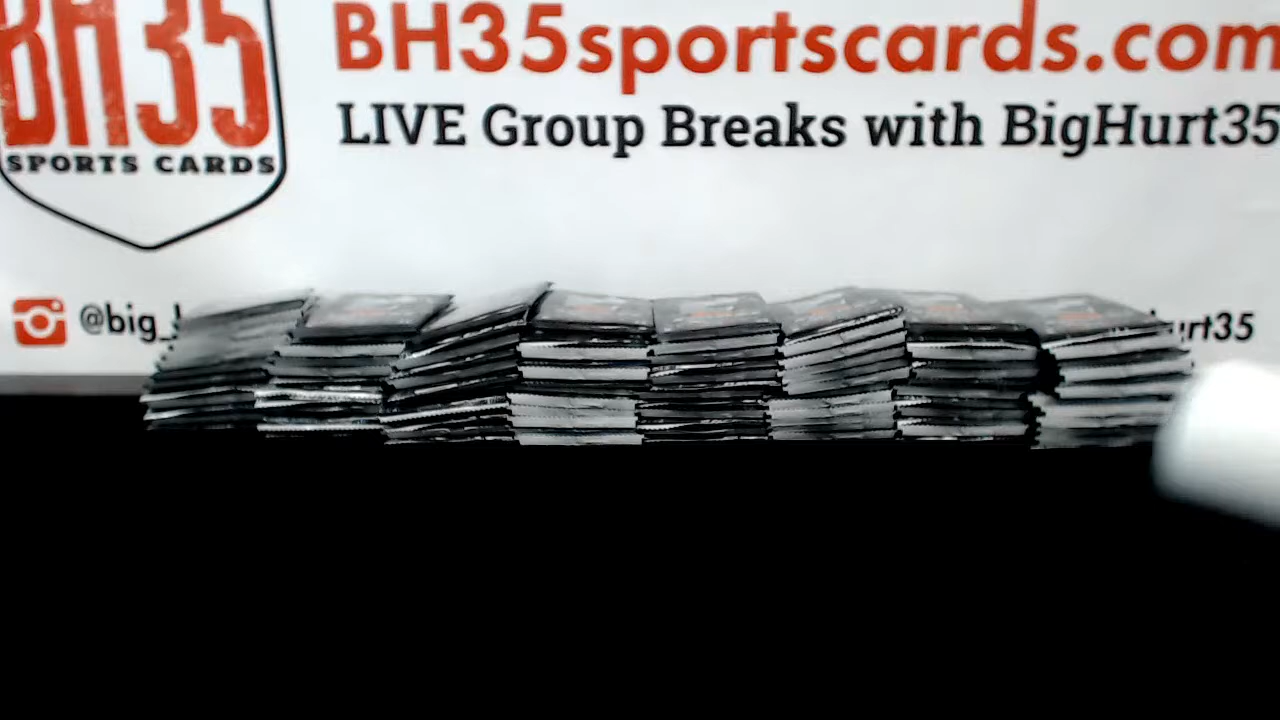 BH35
SPORTS CARDS
BH35sportscards.com
LIVE Group Breaks with BigHurt35
@big_
urt35